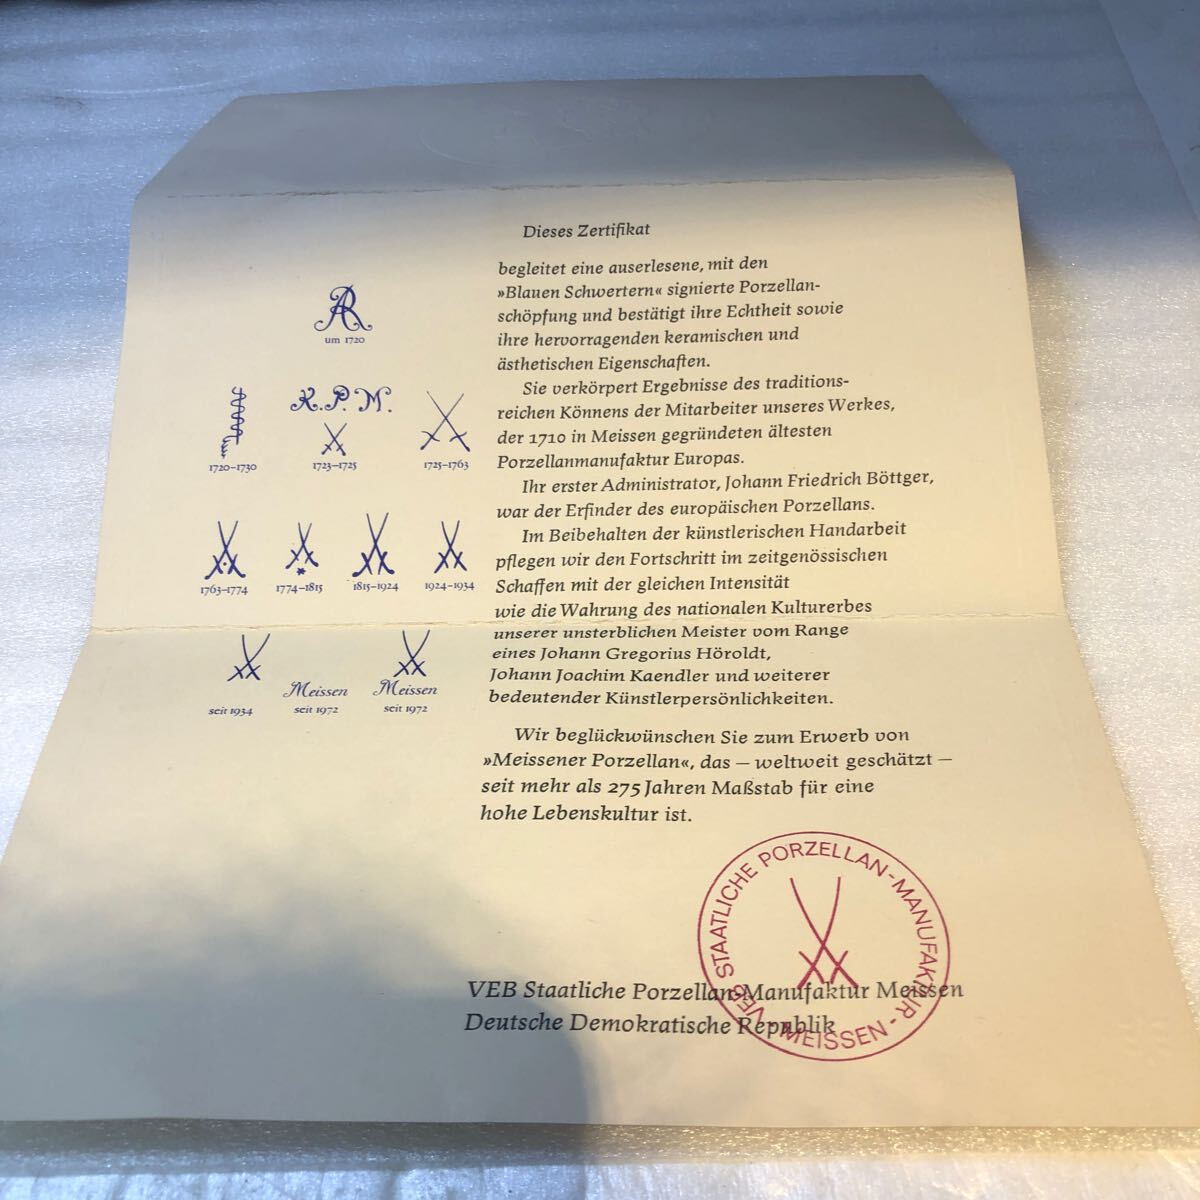 Dieses Zertifikat
begleitet eine auserlesene, mit den
»Blauen Schwertern« signierte Porzellan-
schöpfung und bestätigt ihre Echtheit sowie
ihre hervorragenden keramischen und
ästhetischen Eigenschaften.
Sie verkörpert Ergebnisse des traditions-
reichen Könnens der Mitarbeiter unseres Werkes,
der 1710 in Meissen gegründeten ältesten
Porzellanmanufaktur Europas.
Ihr erster Administrator, Johann Friedrich Böttger,
war der Erfinder des europäischen Porzellans.
Im Beibehalten der künstlerischen Handarbeit
pflegen wir den Fortschritt im zeitgenössischen
Schaffen mit der gleichen Intensität
wie die Wahrung des nationalen Kulturerbes
unserer unsterblichen Meister vom Range
eines Johann Gregorius Höroldt,
Johann Joachim Kaendler und weiterer
bedeutender Künstlerpersönlichkeiten.
Wir beglückwünschen Sie zum Erwerb von
»Meissener Porzellan«, das — weltweit geschätzt —
seit mehr als 275 Jahren Maßstab für eine
hohe Lebenskultur ist.
VEB Staatliche Porzellan-Manufaktur Meissen
Deutsche Demokratische Republik
VEB STAATLICHE PORZELLAN-MANUFAKTUR - MEISSEN -
AR
um 1720
K.P.M.
1720–1730
1723–1725
1725–1763
1763–1774
1774–1815
1815–1924
1924–1934
Meissen
Meissen
seit 1934
seit 1972
seit 1972